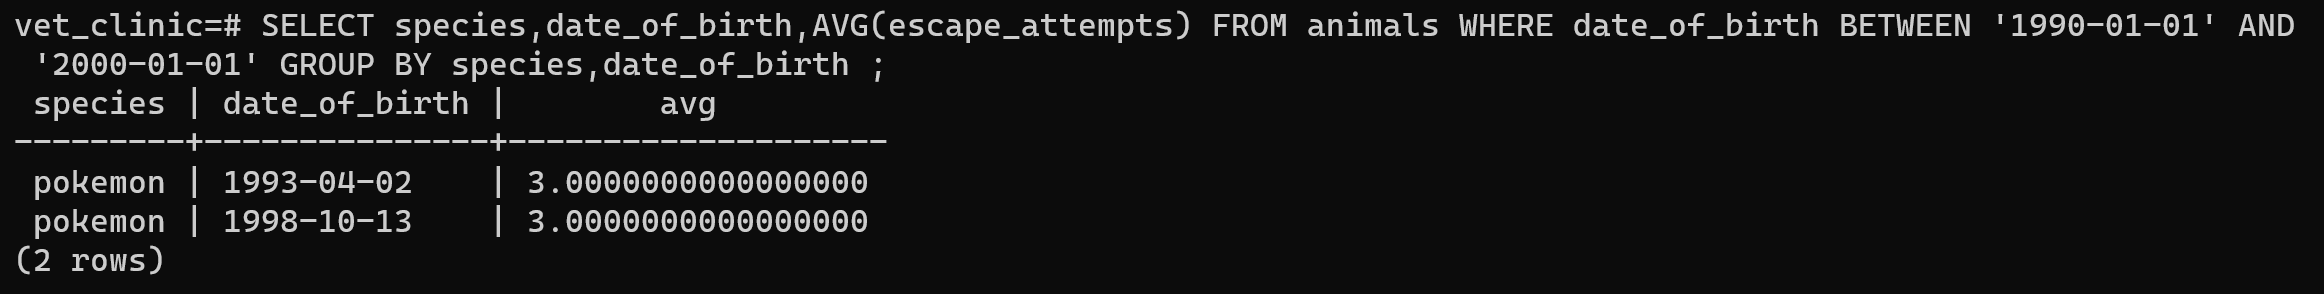 vet_clinic=# SELECT species,date_of_birth,AVG(escape_attempts) FROM animals WHERE date_of_birth BETWEEN '1990-01-01' AND
 '2000-01-01' GROUP BY species,date_of_birth ;
 species | date_of_birth |        avg
---------+---------------+--------------------
 pokemon | 1993-04-02    | 3.0000000000000000
 pokemon | 1998-10-13    | 3.0000000000000000
(2 rows)